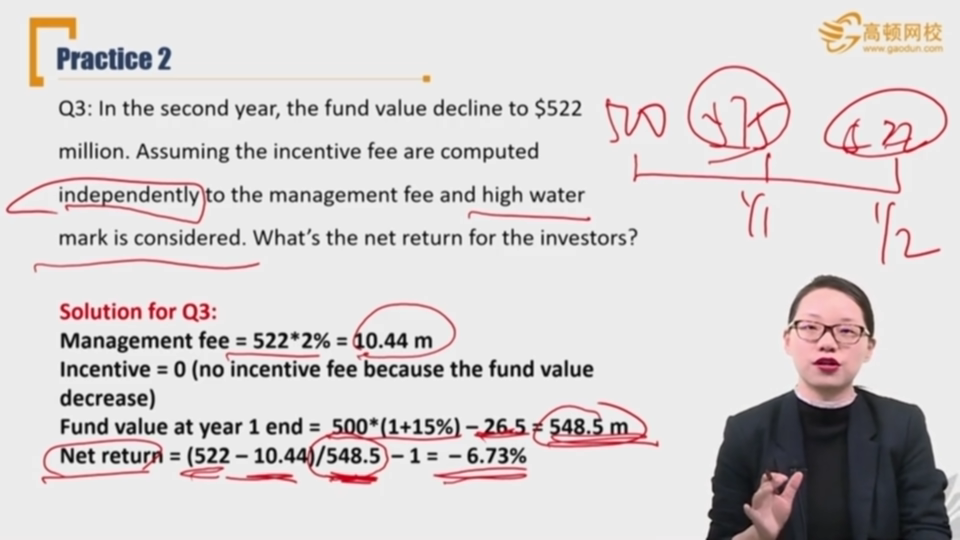 高顿网校
www.gaodun.com
Practice 2
Q3: In the second year, the fund value decline to $522
million. Assuming the incentive fee are computed
independently to the management fee and high water
mark is considered. What's the net return for the investors?
500 575 522
1/1 1/2
Solution for Q3:
Management fee = 522*2% = 10.44 m
Incentive = 0 (no incentive fee because the fund value
decrease)
Fund value at year 1 end = 500*(1+15%) – 26.5 = 548.5 m
Net return = (522 – 10.44)/548.5 – 1 = – 6.73%